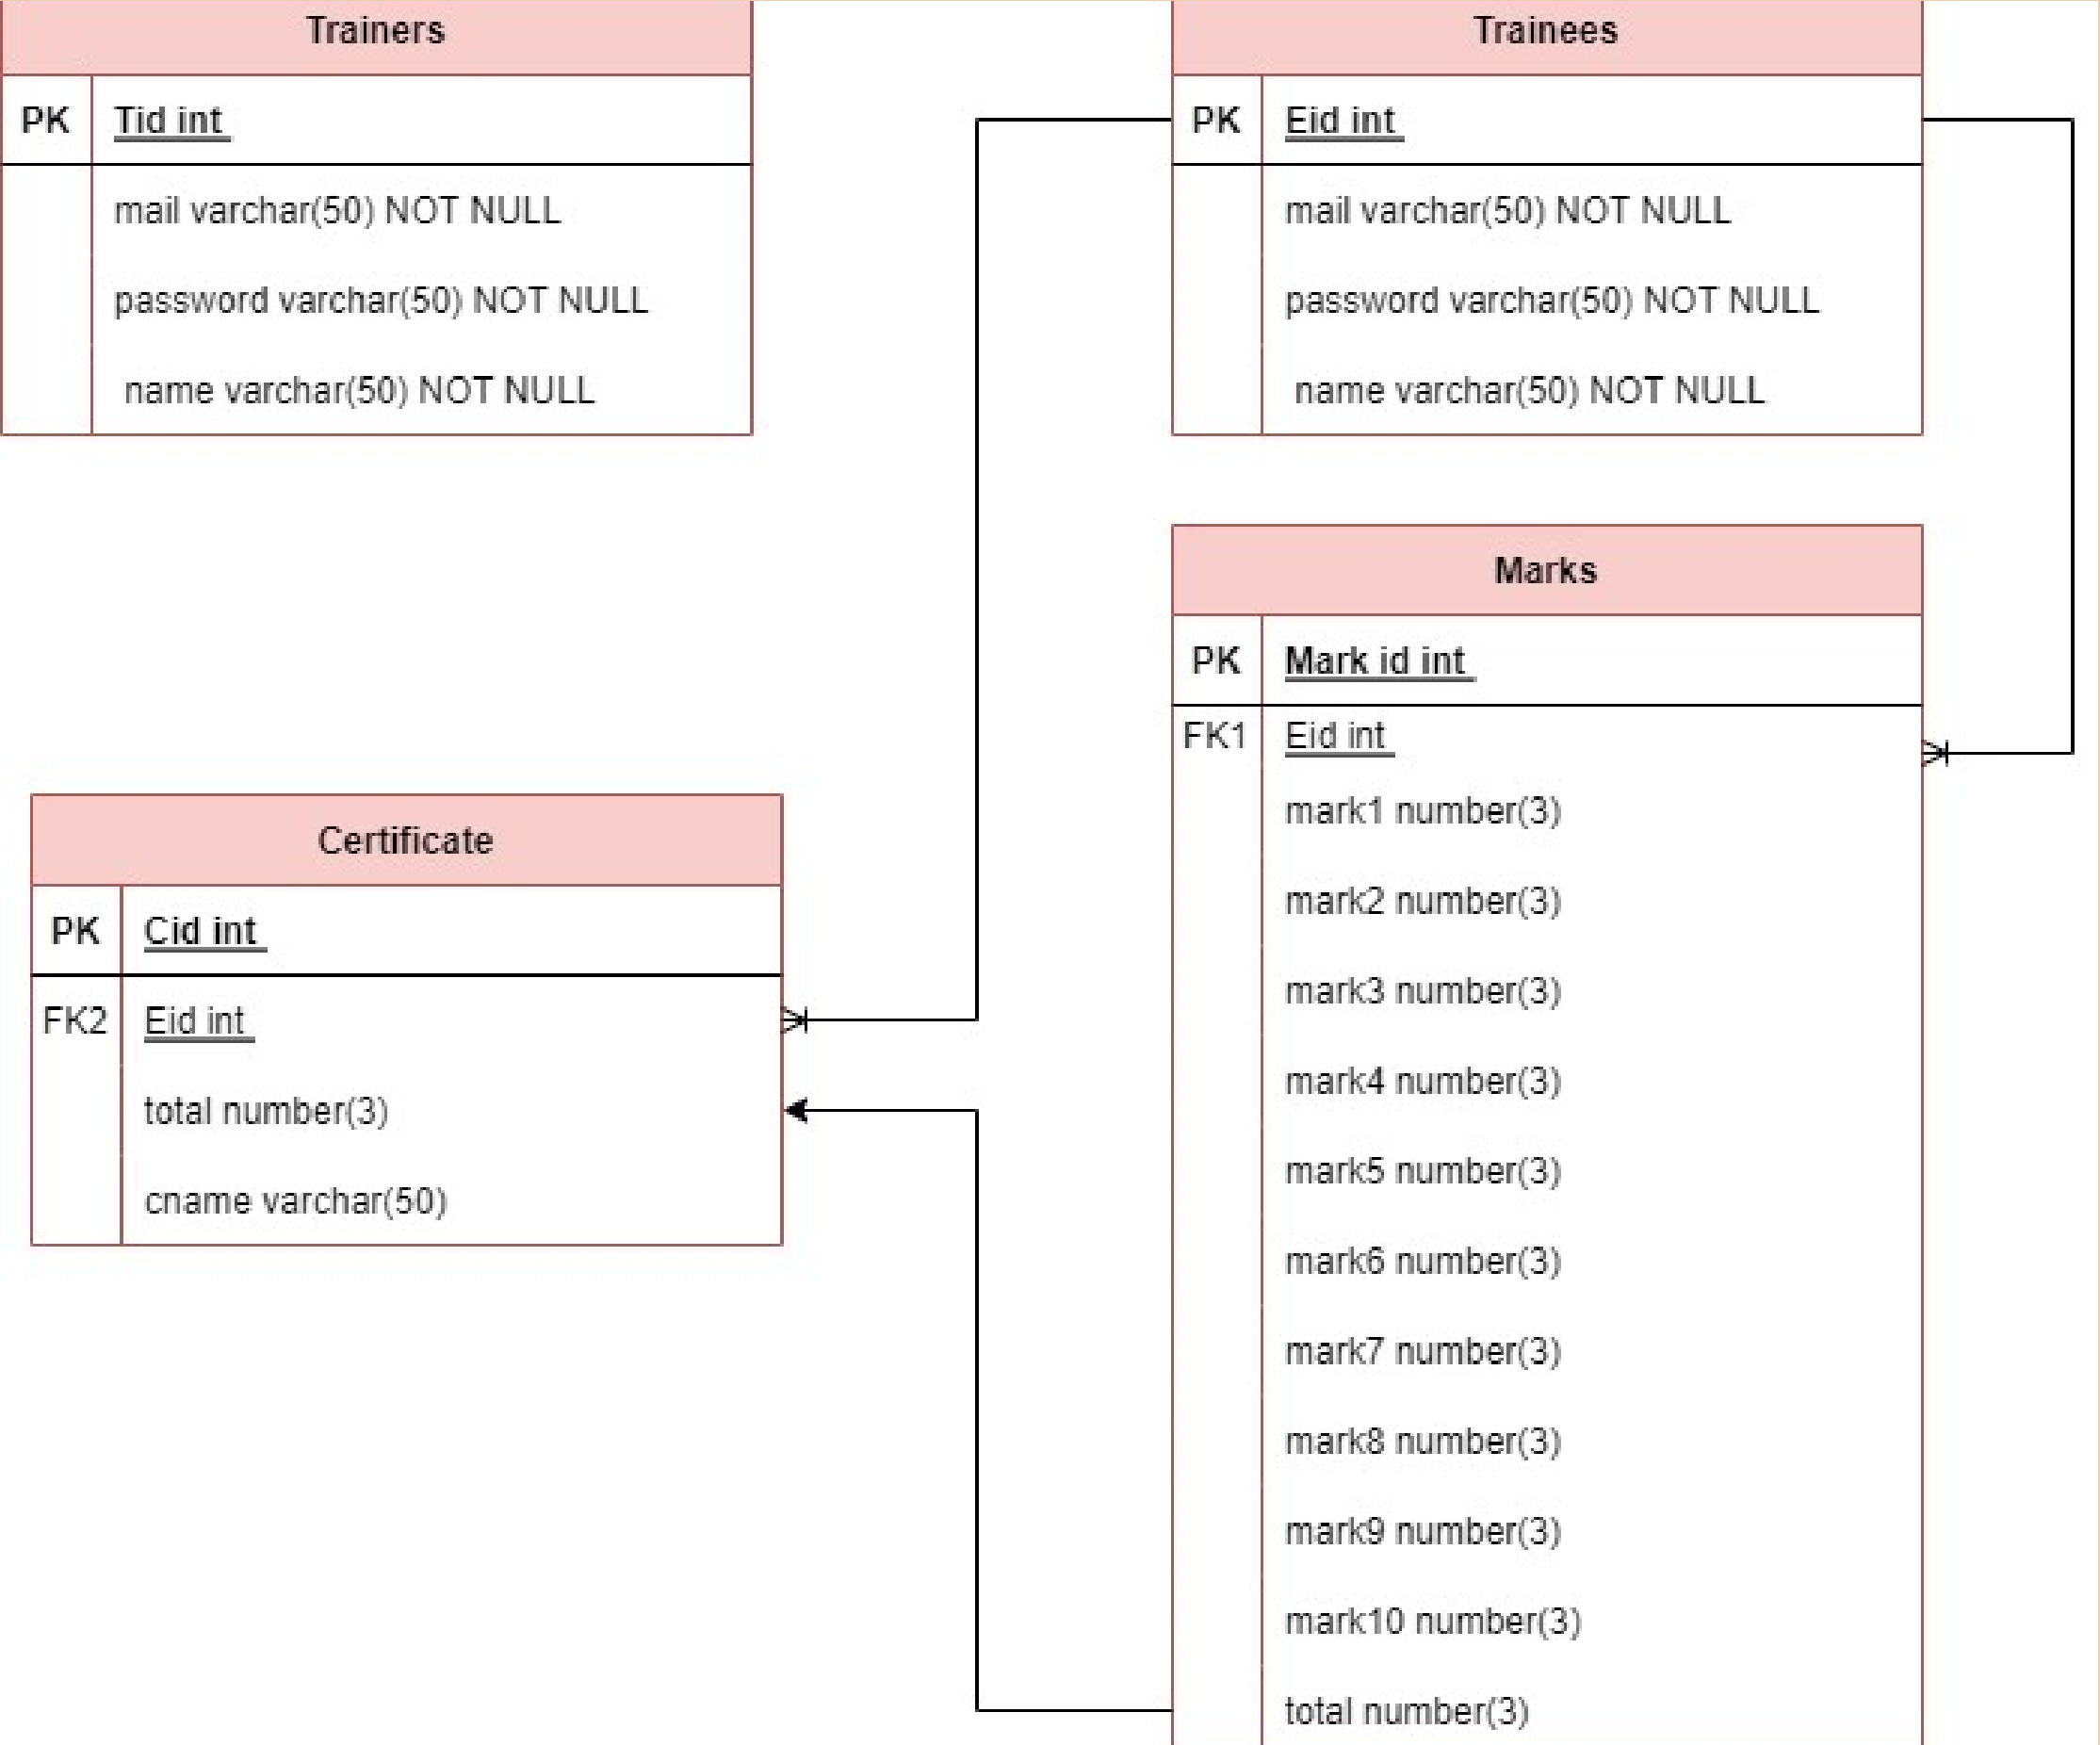 Trainers
PK Tid int
mail varchar(50) NOT NULL
password varchar(50) NOT NULL
name varchar(50) NOT NULL
Trainees
PK Eid int
mail varchar(50) NOT NULL
password varchar(50) NOT NULL
name varchar(50) NOT NULL
Certificate
PK Cid int
FK2 Eid int
total number(3)
cname varchar(50)
Marks
PK Mark id int
FK1 Eid int
mark1 number(3)
mark2 number(3)
mark3 number(3)
mark4 number(3)
mark5 number(3)
mark6 number(3)
mark7 number(3)
mark8 number(3)
mark9 number(3)
mark10 number(3)
total number(3)